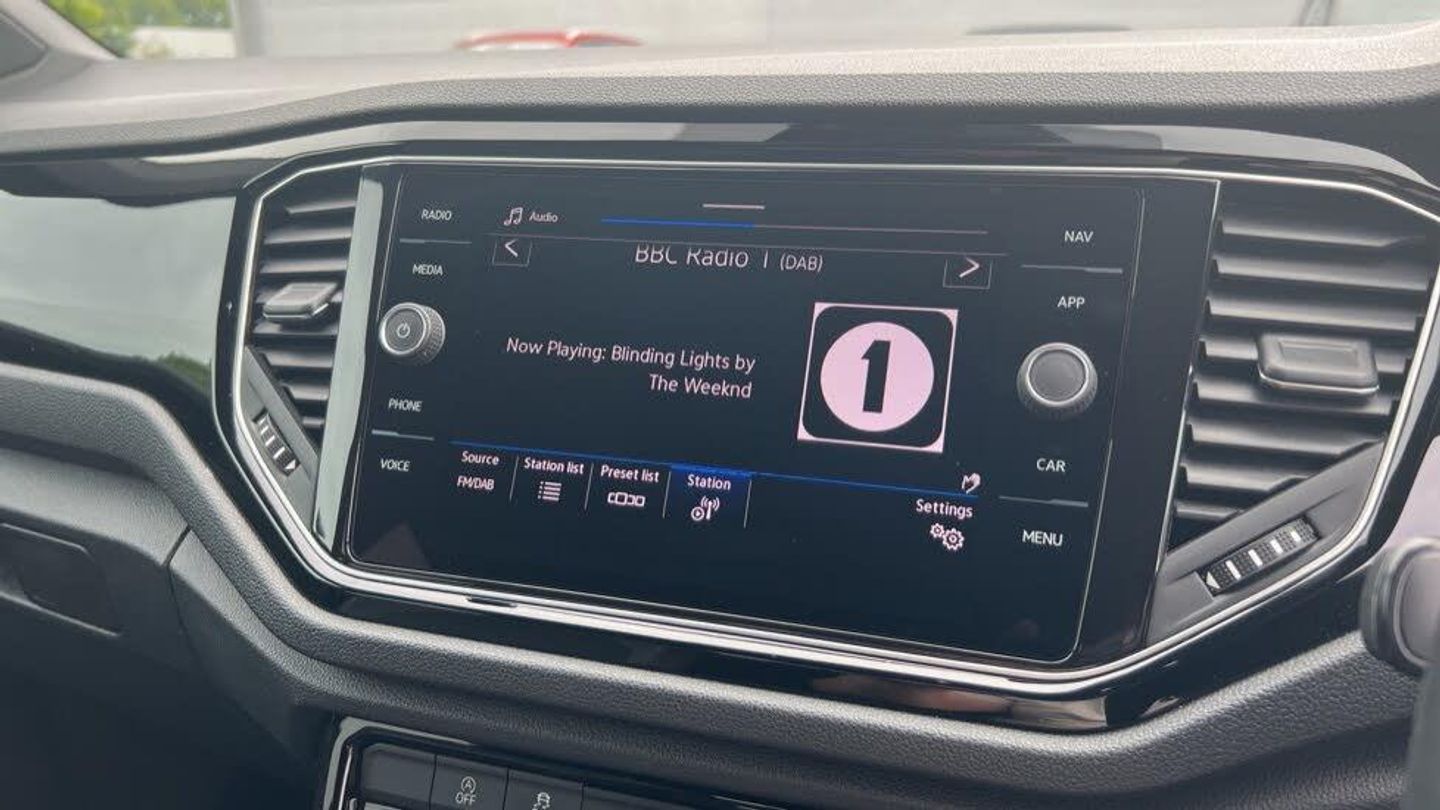 RADIO
Audio
NAV
MEDIA
BBC Radio 1 (DAB)
APP
1
Now Playing: Blinding Lights by
The Weeknd
PHONE
VOICE
Source
Station list
Preset list
Station
CAR
FM/DAB
Settings
MENU
A
OFF